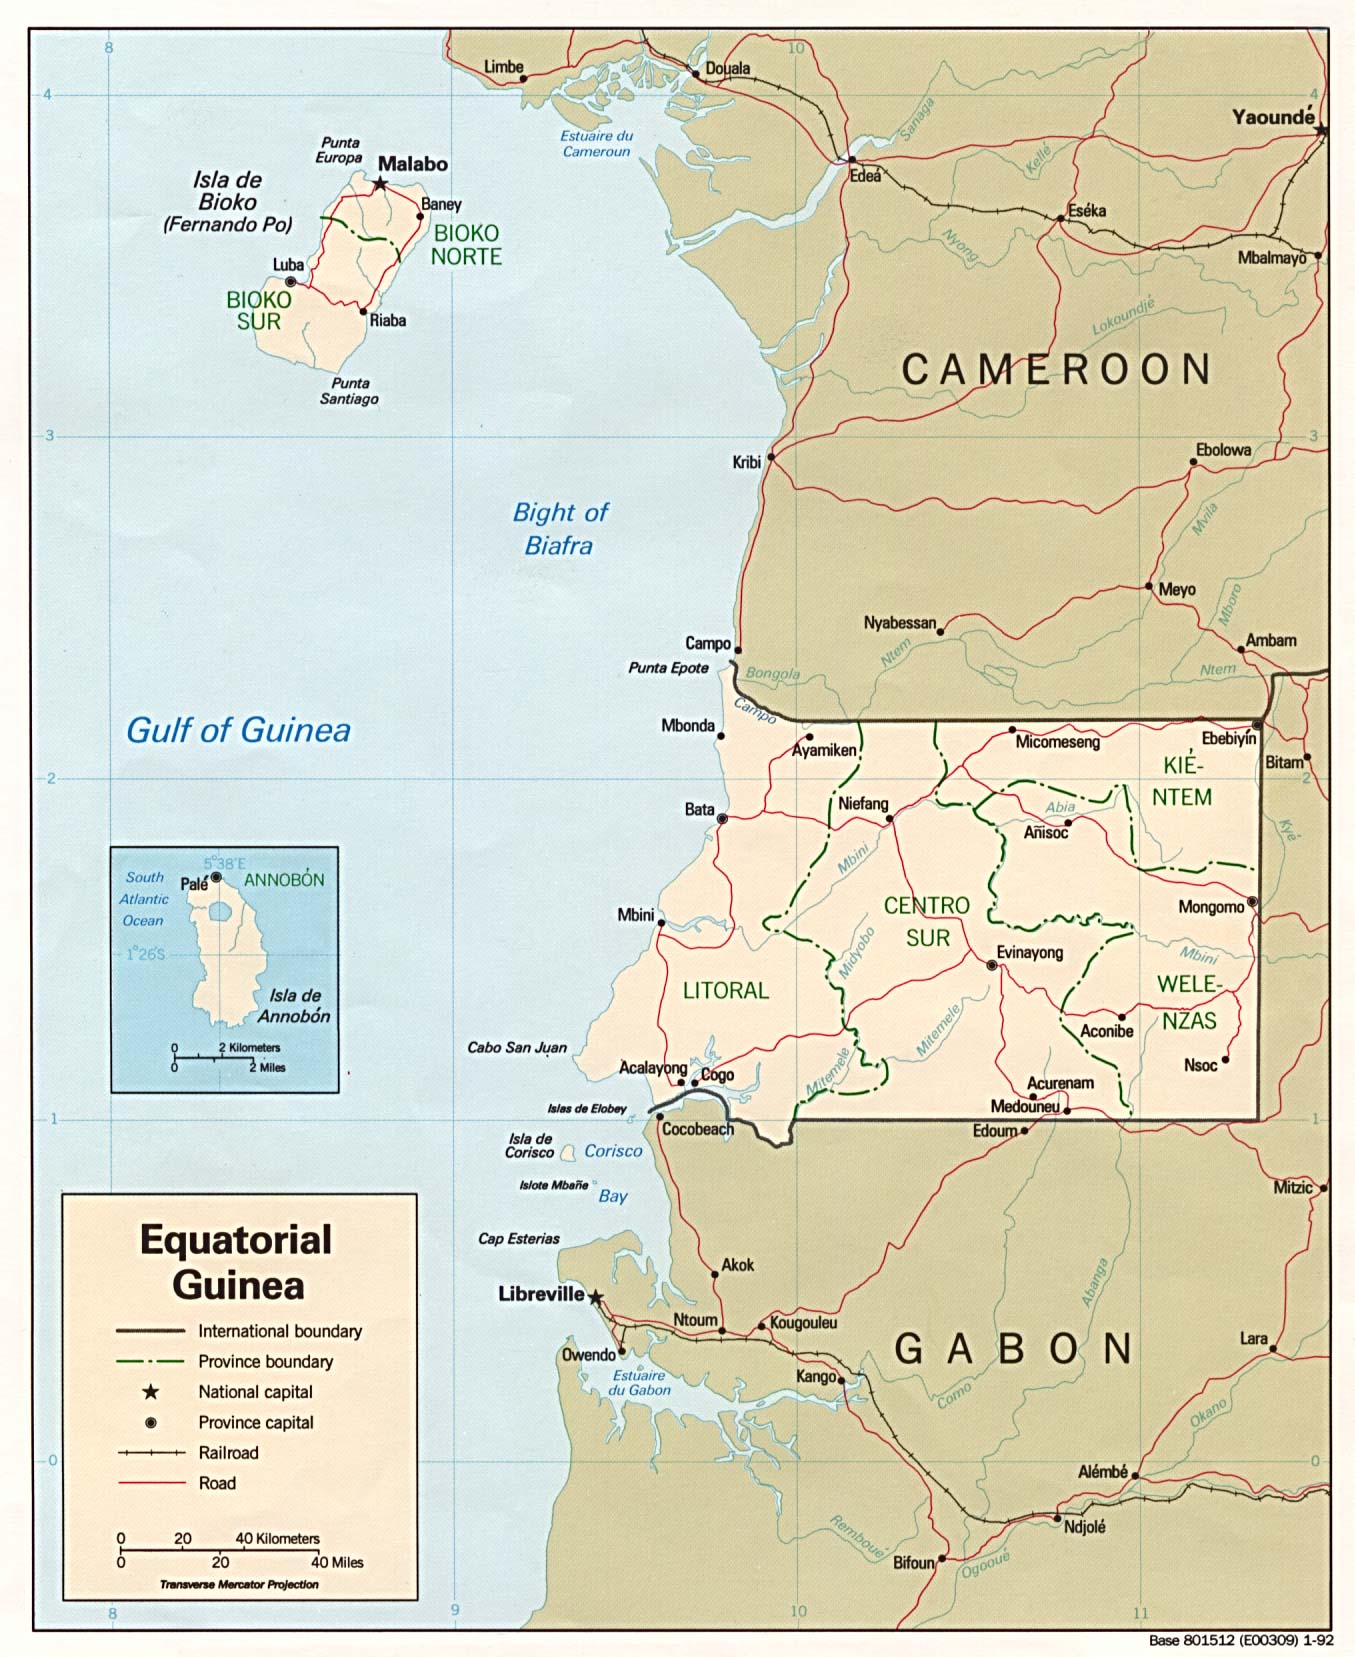 8
10
4
4
Limbe
Douala
Yaoundé
Estuaire du
Cameroun
Sanaga
Kellé
Edeá
Punta
Europa
Malabo
Isla de
Bioko
(Fernando Po)
Baney
BIOKO
NORTE
Eséka
Nyong
Mbalmayo
Luba
BIOKO
SUR
Riaba
Lokoundjé
CAMEROON
Punta
Santiago
3
3
Kribi
Ebolowa
Bight of
Biafra
Mvila
Meyo
Mboro
Nyabessan
Ntem
Campo
Ambam
Punta Epote
Bongola
Ntem
Campo
Gulf of Guinea
Mbonda
Ayamiken
Micomeseng
Ebebiyín
Bitam
KIÉ-
NTEM
2
2
Bata
Niefang
Abia
Añisoc
Kyé
Mbini
5°38'E
South
Atlantic
Ocean
Palé
ANNOBÓN
1°26'S
Isla de
Annobón
0
2 Kilometers
0
2 Miles
Mbini
CENTRO
SUR
Mongomo
Midyobo
Evinayong
Mbini
LITORAL
WELE-
NZAS
Aconibe
Mitemele
Cabo San Juan
Nsoc
Acalayong
Cogo
Mitemele
Acurenam
Medouneu
Islas de Elobey
1
1
Cocobeach
Edoum
Isla de
Corisco
Corisco
Bay
Islote Mbañe
Mitzic
Cap Esterias
Akok
Abanga
Libreville
Ntoum
Kougouleu
GABON
Lara
Owendo
Estuaire
du Gabon
Kango
Como
Okano
0
0
Alémbé
Ndjolé
Remboué
Bifoun
Ogooué
Equatorial
Guinea
International boundary
Province boundary
National capital
Province capital
Railroad
Road
0
20
40 Kilometers
0
20
40 Miles
Transverse Mercator Projection
8
9
10
11
Base 801512 (E00309) 1-92